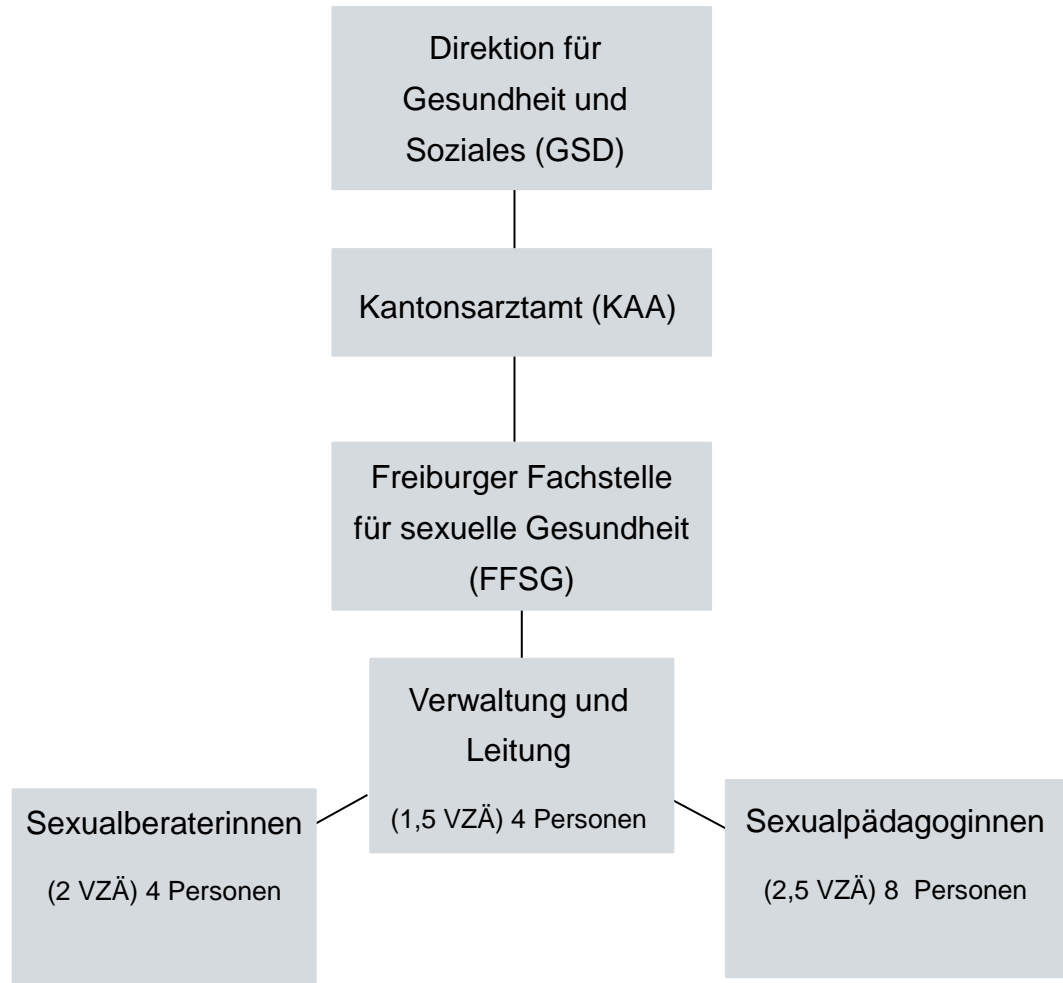 Direktion für
Gesundheit und
Soziales (GSD)
Kantonsarztamt (KAA)
Freiburger Fachstelle
für sexuelle Gesundheit
(FFSG)
Verwaltung und
Leitung
(1,5 VZÄ) 4 Personen
Sexualberaterinnen
(2 VZÄ) 4 Personen
Sexualpädagoginnen
(2,5 VZÄ) 8  Personen